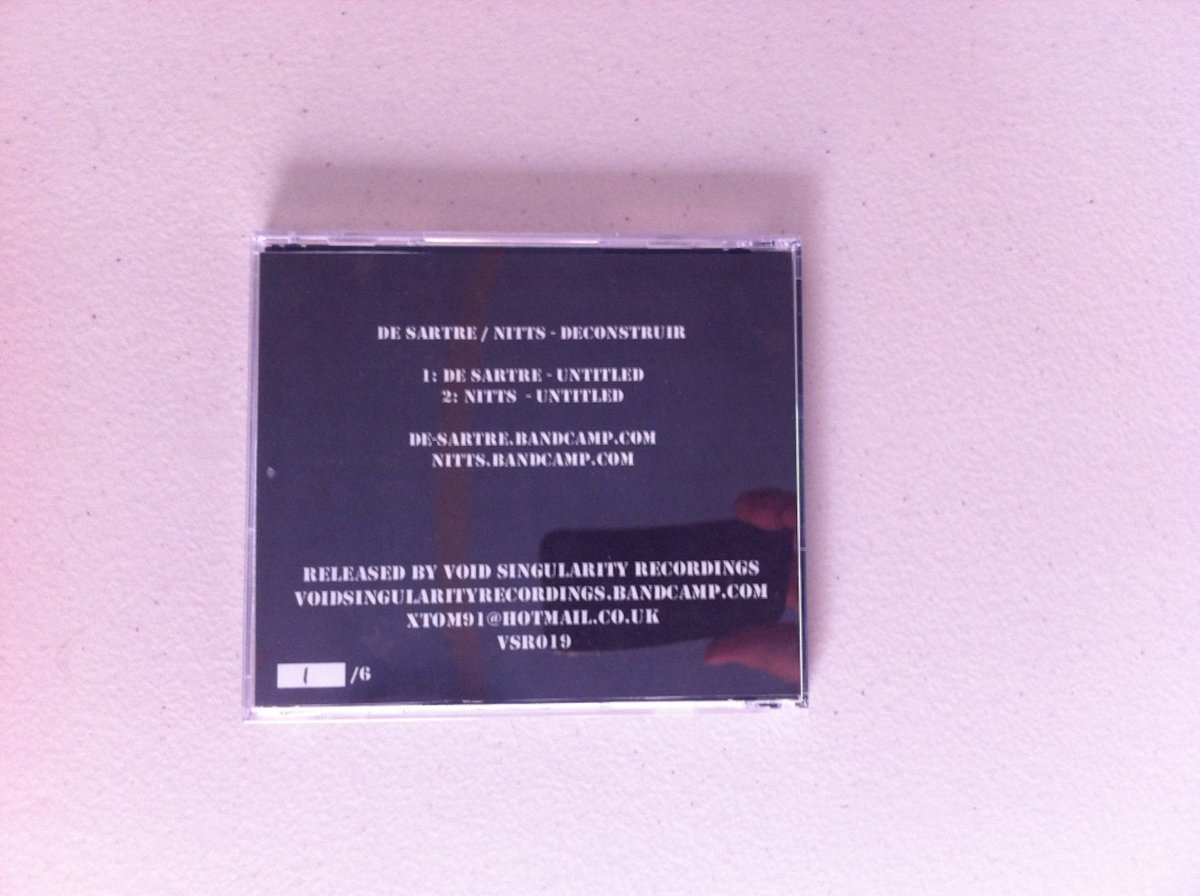 DE SARTRE / NITTS - DECONSTRUIR
1: DE SARTRE - UNTITLED
2: NITTS - UNTITLED
DE-SARTRE.BANDCAMP.COM
NITTS.BANDCAMP.COM
RELEASED BY VOID SINGULARITY RECORDINGS
VOIDSINGULARITYRECORDINGS.BANDCAMP.COM
XTOM91@HOTMAIL.CO.UK
VSR019
1 /6